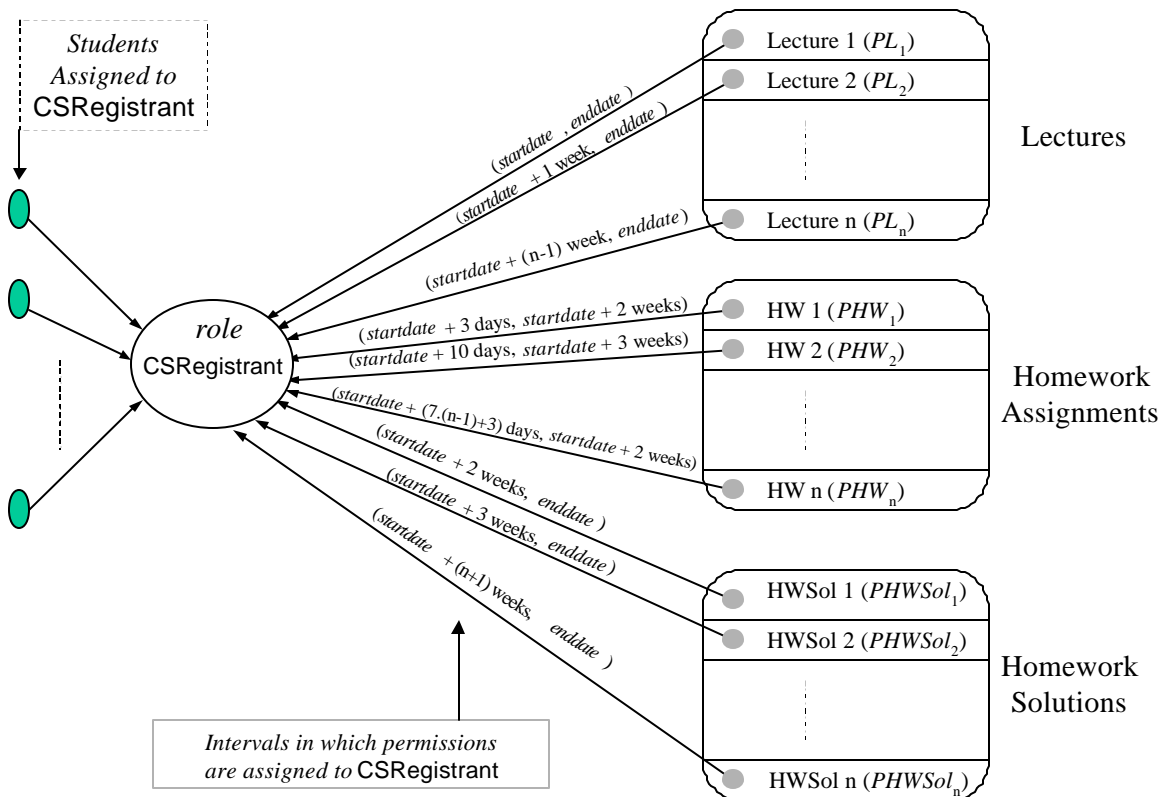 Students
Assigned to
CSRegistrant
role
CSRegistrant
(startdate , enddate )
(startdate + 1 week, enddate )
(startdate + (n-1) week, enddate )
(startdate + 3 days, startdate + 2 weeks)
(startdate + 10 days, startdate + 3 weeks)
(startdate + (7.(n-1)+3) days, startdate + 2 weeks)
(startdate + 2 weeks, enddate )
(startdate + 3 weeks, enddate )
(startdate + (n+1) weeks, enddate )
Lecture 1 (PL1)
Lecture 2 (PL2)
Lecture n (PLn)
Lectures
HW 1 (PHW1)
HW 2 (PHW2)
HW n (PHWn)
Homework
Assignments
HWSol 1 (PHWSol1)
HWSol 2 (PHWSol2)
HWSol n (PHWSoln)
Homework
Solutions
Intervals in which permissions
are assigned to CSRegistrant